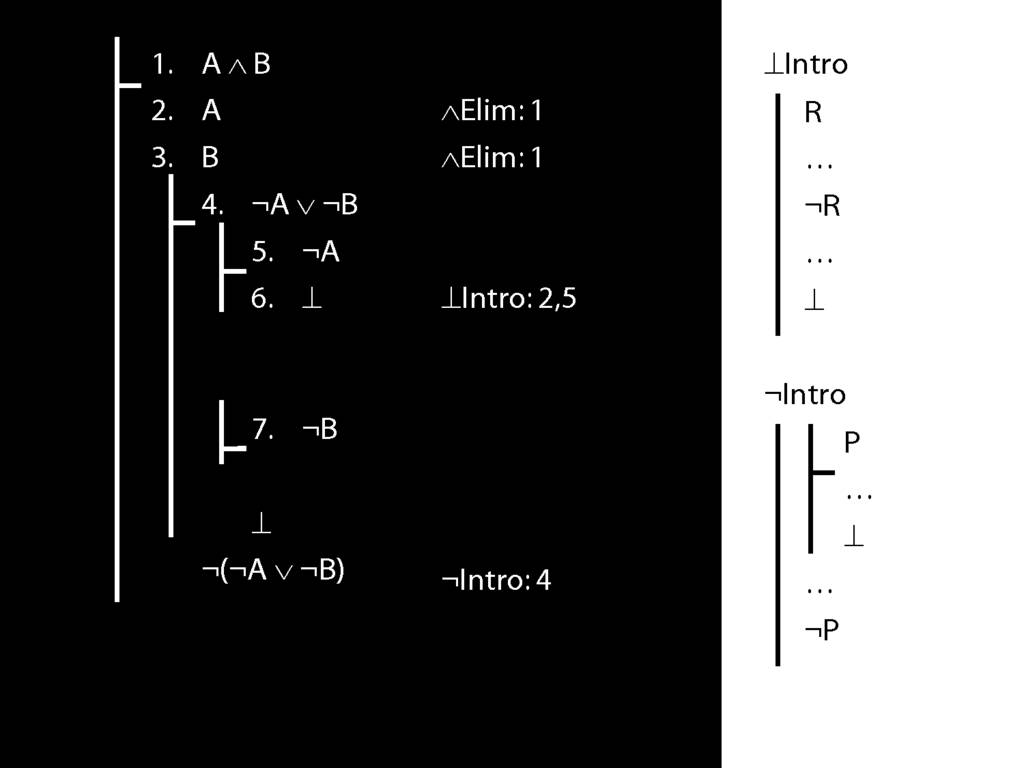 1. A ∧ B
2. A ∧Elim: 1
3. B ∧Elim: 1
4. ¬A ∨ ¬B
5. ¬A
6. ⊥ ⊥Intro: 2,5
7. ¬B
⊥
¬(¬A ∨ ¬B) ¬Intro: 4
⊥Intro
R
...
¬R
...
⊥
¬Intro
P
...
⊥
...
¬P